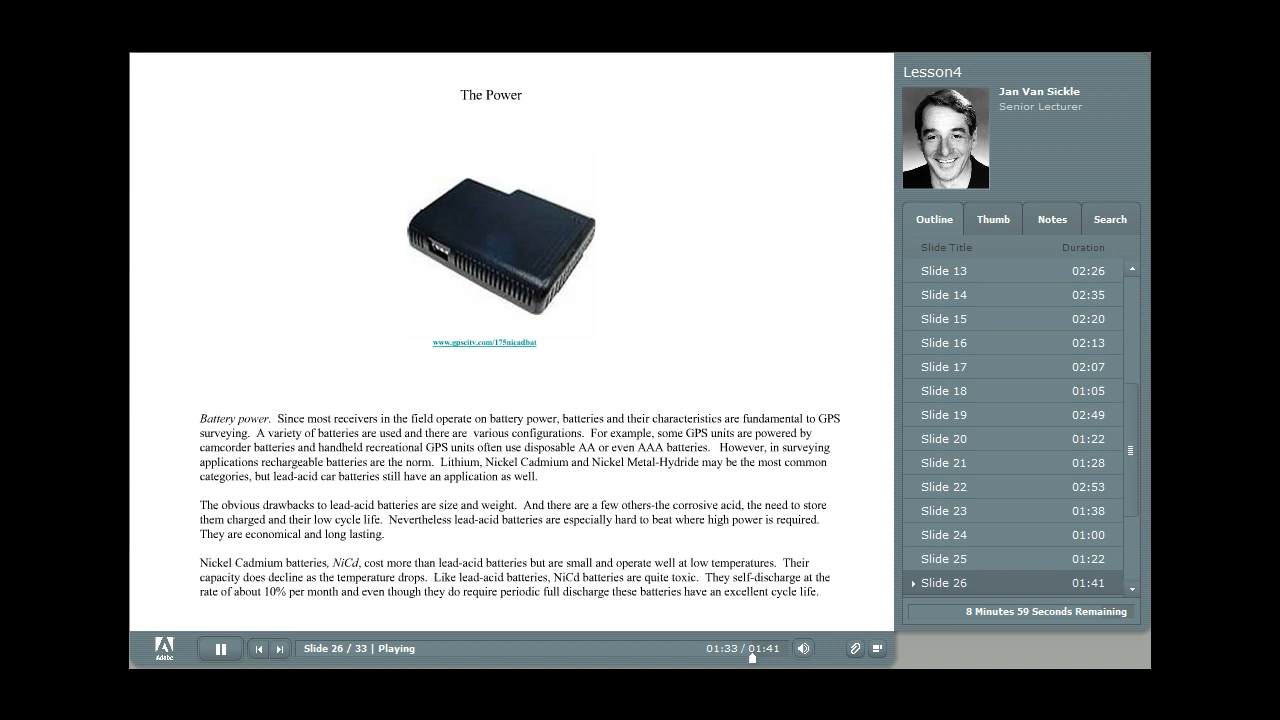 The Power
www.gpscity.com/175nicadbat
Battery power.  Since most receivers in the field operate on battery power, batteries and their characteristics are fundamental to GPS
surveying.  A variety of batteries are used and there are  various configurations.  For example, some GPS units are powered by
camcorder batteries and handheld recreational GPS units often use disposable AA or even AAA batteries.   However, in surveying
applications rechargeable batteries are the norm.  Lithium, Nickel Cadmium and Nickel Metal-Hydride may be the most common
categories, but lead-acid car batteries still have an application as well.
The obvious drawbacks to lead-acid batteries are size and weight.  And there are a few others-the corrosive acid, the need to store
them charged and their low cycle life.  Nevertheless lead-acid batteries are especially hard to beat where high power is required.
They are economical and long lasting.
Nickel Cadmium batteries, NiCd, cost more than lead-acid batteries but are small and operate well at low temperatures.  Their
capacity does decline as the temperature drops.  Like lead-acid batteries, NiCd batteries are quite toxic.  They self-discharge at the
rate of about 10% per month and even though they do require periodic full discharge these batteries have an excellent cycle life.
Lesson4
Jan Van Sickle
Senior Lecturer
Outline Thumb Notes Search
Slide Title Duration
Slide 13 02:26
Slide 14 02:35
Slide 15 02:20
Slide 16 02:13
Slide 17 02:07
Slide 18 01:05
Slide 19 02:49
Slide 20 01:22
Slide 21 01:28
Slide 22 02:53
Slide 23 01:38
Slide 24 01:00
Slide 25 01:22
Slide 26 01:41
8 Minutes 59 Seconds Remaining
Adobe
Slide 26 / 33 | Playing
01:33 / 01:41